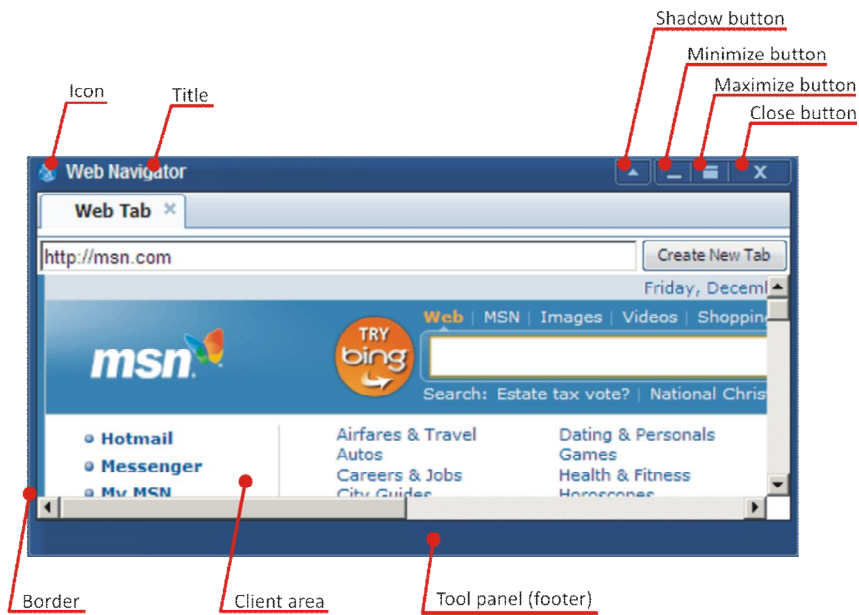 Shadow button
Minimize button
Maximize button
Close button
Icon
Title
Web Navigator
X
Web Tab ×
http://msn.com
Create New Tab
Friday, Decem
Web | MSN | Images | Videos | Shopping
TRY
bing
msn
Search: Estate tax vote? | National Chris
Hotmail
Messenger
My MSN
Airfares & Travel
Autos
Careers & Jobs
City Guides
Dating & Personals
Games
Health & Fitness
Horoscopes
Border
Client area
Tool panel (footer)